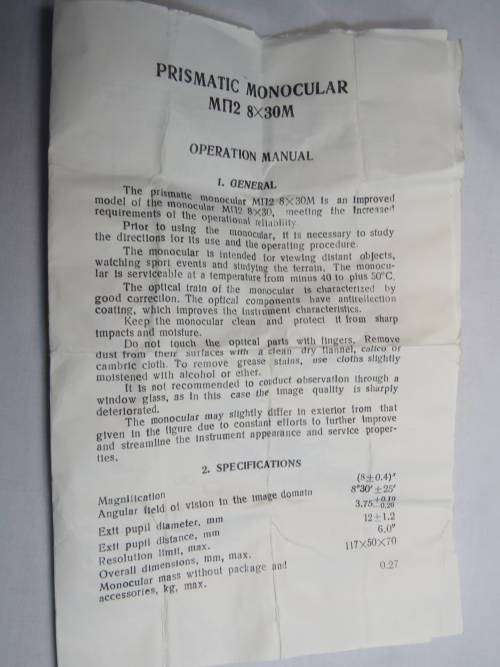 PRISMATIC MONOCULAR
МП2 8×30М
OPERATION MANUAL
1. GENERAL
The prismatic monocular МП2 8×30М is an improved
model of the monocular МП2 8×30, meeting the increased
requirements of the operational reliability.
Prior to using the monocular, it is necessary to study
the directions for its use and the operating procedure.
The monocular is intended for viewing distant objects,
watching sport events and studying the terrain. The monocu-
lar is serviceable at a temperature from minus 40 to plus 50°C.
The optical train of the monocular is characterized by
good correction. The optical components have antireflection
coating, which improves the instrument characteristics.
Keep the monocular clean and protect it from sharp
impacts and moisture.
Do not touch the optical parts with fingers. Remove
dust from their surfaces with a clean dry flannel, calico or
cambric cloth. To remove grease stains, use cloths slightly
moistened with alcohol or ether.
It is not recommended to conduct observation through a
window glass, as in this case the image quality is sharply
deteriorated.
The monocular may slightly differ in exterior from that
given in the figure due to constant efforts to further improve
and streamline the instrument appearance and service proper-
ties.
2. SPECIFICATIONS
Magnification (8±0.4)×
Angular field of vision in the image domain 8°30′±25′
Exit pupil diameter, mm 3.75 +0.10 −0.20
Exit pupil distance, mm 12±1.2
Resolution limit, max. 6.0″
Overall dimensions, mm, max. 117×50×70
Monocular mass without package and
accessories, kg, max. 0.27